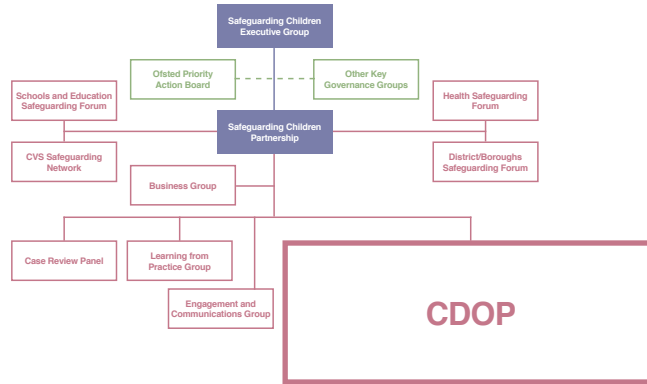 Safeguarding Children
Executive Group
Ofsted Priority
Action Board
Other Key
Governance Groups
Schools and Education
Safeguarding Forum
Health Safeguarding
Forum
Safeguarding Children
Partnership
CVS Safeguarding
Network
District/Boroughs
Safeguarding Forum
Business Group
Case Review Panel
Learning from
Practice Group
Engagement and
Communications Group
CDOP